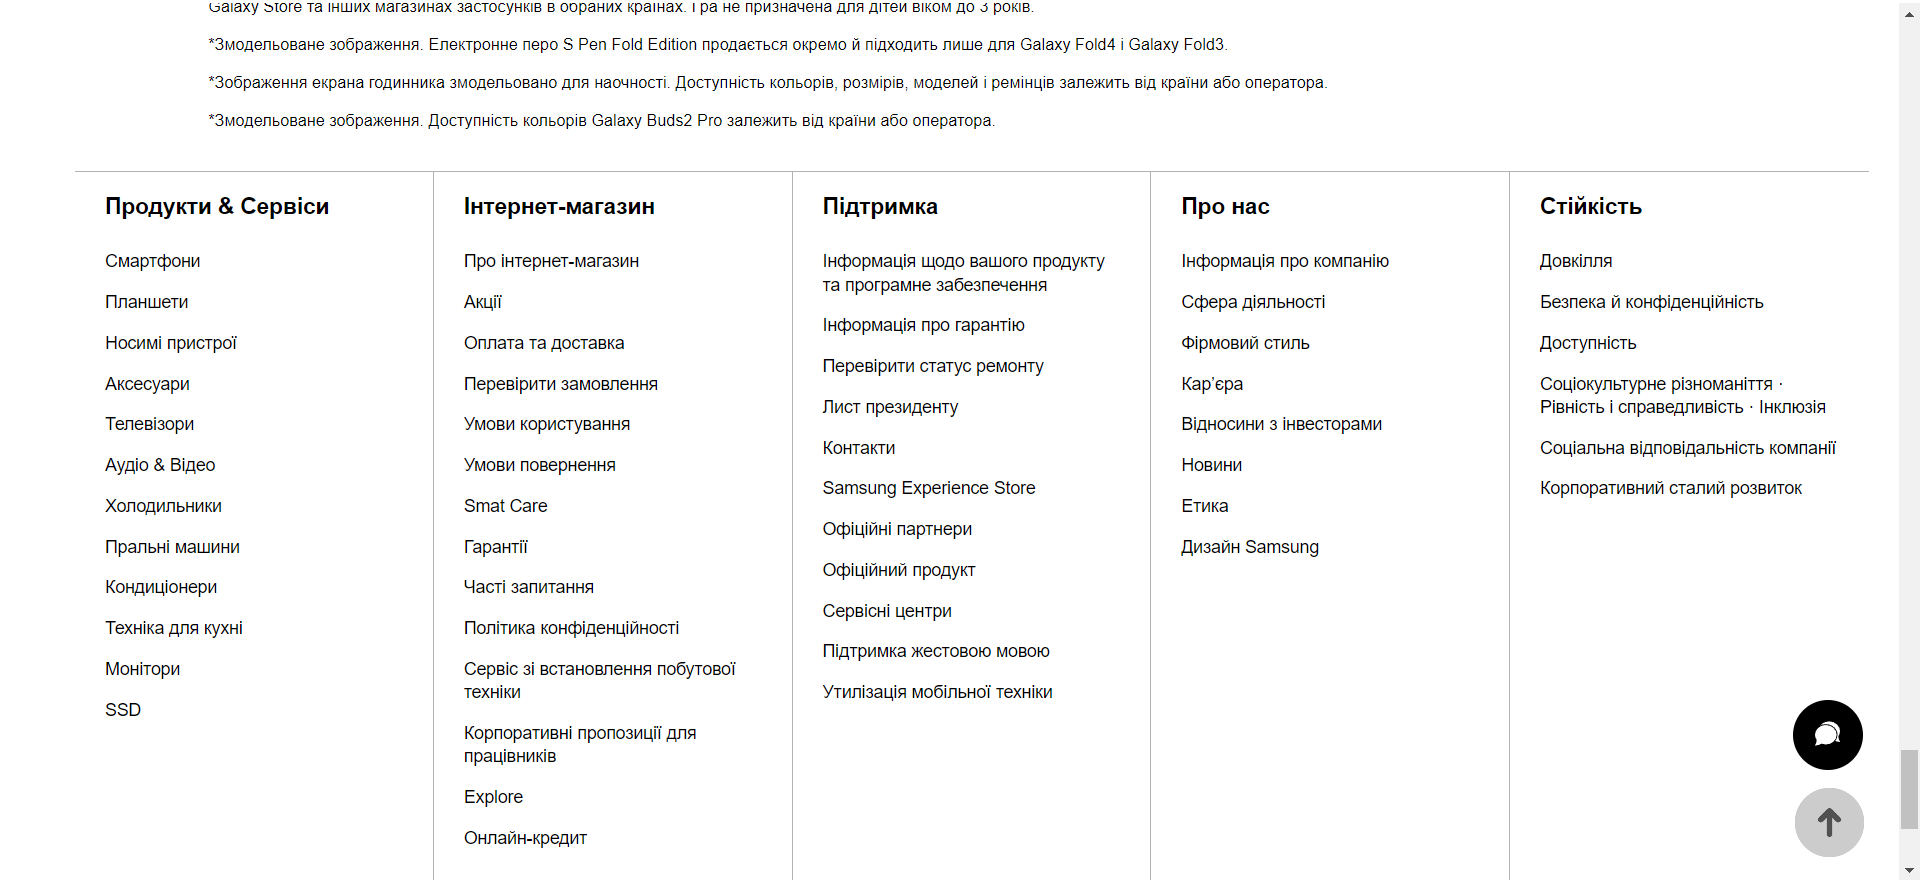 Galaxy Store та інших магазинах застосунків в обраних країнах. Гра не призначена для дітей віком до 3 років.
*Змодельоване зображення. Електронне перо S Pen Fold Edition продається окремо й підходить лише для Galaxy Fold4 і Galaxy Fold3.
*Зображення екрана годинника змодельовано для наочності. Доступність кольорів, розмірів, моделей і ремінців залежить від країни або оператора.
*Змодельоване зображення. Доступність кольорів Galaxy Buds2 Pro залежить від країни або оператора.
Продукти & Сервіси
Смартфони
Планшети
Носимі пристрої
Аксесуари
Телевізори
Аудіо & Відео
Холодильники
Пральні машини
Кондиціонери
Техніка для кухні
Монітори
SSD
Інтернет-магазин
Про інтернет-магазин
Акції
Оплата та доставка
Перевірити замовлення
Умови користування
Умови повернення
Smat Care
Гарантії
Часті запитання
Політика конфіденційності
Сервіс зі встановлення побутової
техніки
Корпоративні пропозиції для
працівників
Explore
Онлайн-кредит
Підтримка
Інформація щодо вашого продукту
та програмне забезпечення
Інформація про гарантію
Перевірити статус ремонту
Лист президенту
Контакти
Samsung Experience Store
Офіційні партнери
Офіційний продукт
Сервісні центри
Підтримка жестовою мовою
Утилізація мобільної техніки
Про нас
Інформація про компанію
Сфера діяльності
Фірмовий стиль
Кар’єра
Відносини з інвесторами
Новини
Етика
Дизайн Samsung
Стійкість
Довкілля
Безпека й конфіденційність
Доступність
Соціокультурне різноманіття ·
Рівність і справедливість · Інклюзія
Соціальна відповідальність компанії
Корпоративний сталий розвиток